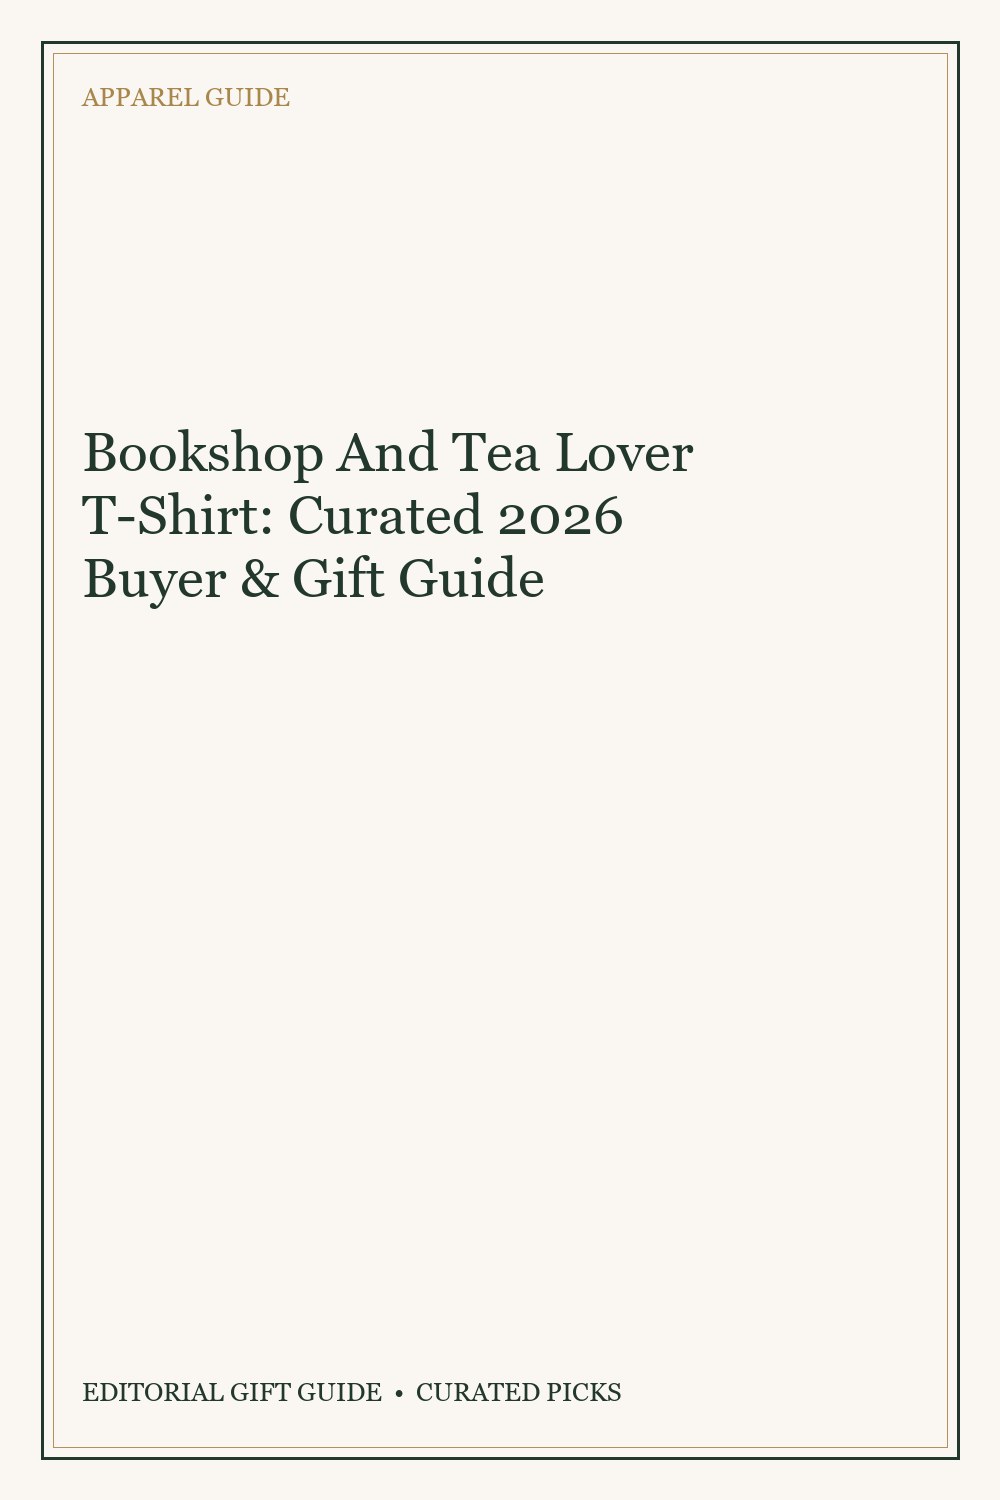 APPAREL GUIDE
Bookshop And Tea Lover
T-Shirt: Curated 2026
Buyer & Gift Guide
EDITORIAL GIFT GUIDE • CURATED PICKS